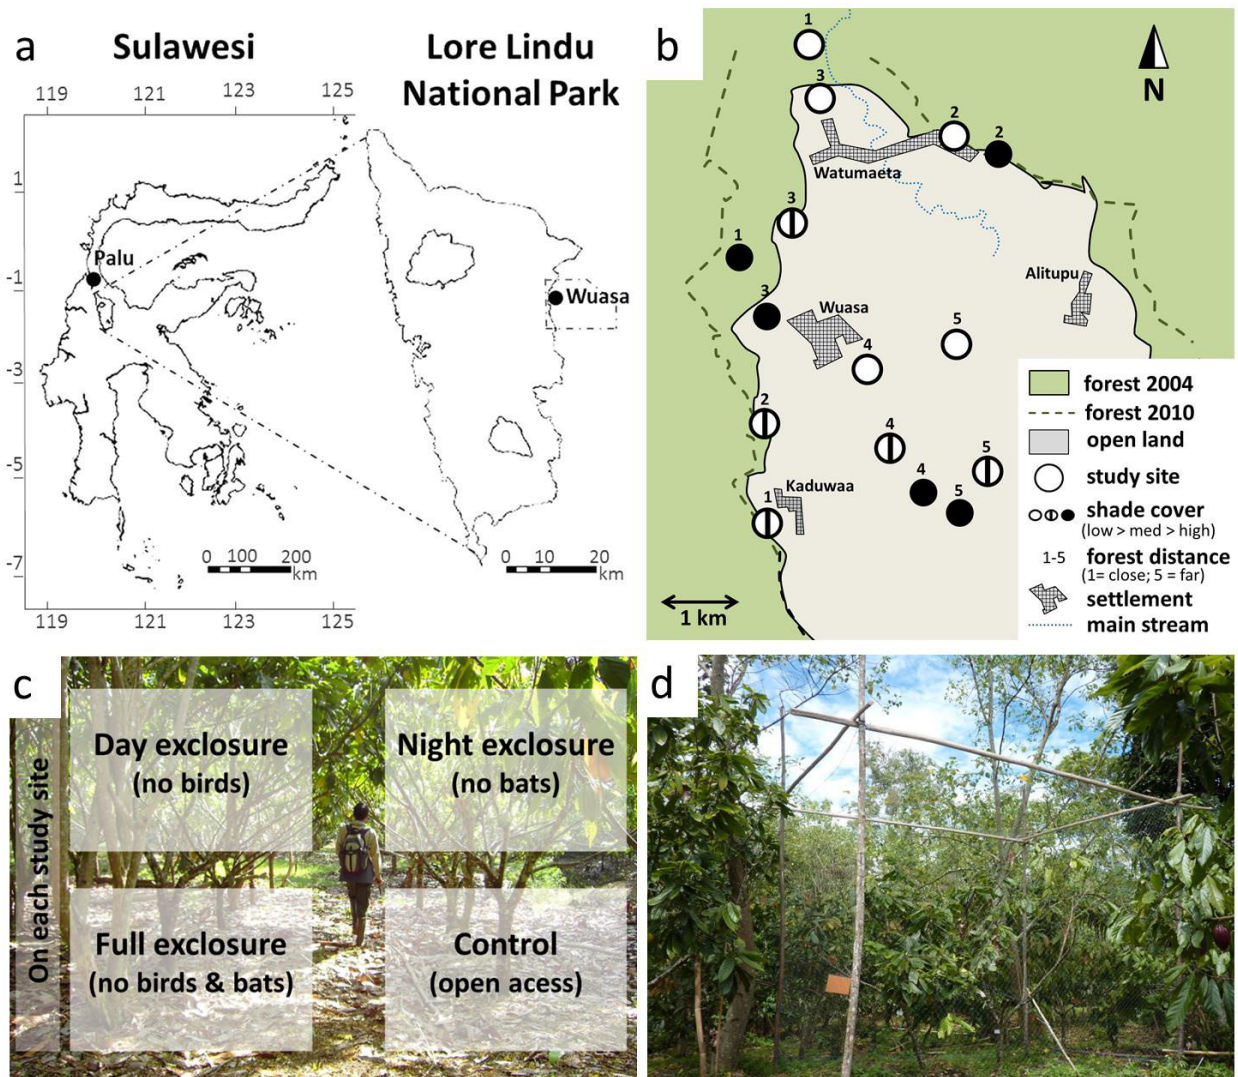 a
Sulawesi
Lore Lindu
National Park
119
121
123
125
1
-1
-3
-5
-7
Palu
Wuasa
0 100 200
km
0 10 20
km
119
121
123
125
b
N
1
3
2
2
Watumaeta
3
1
Alitupu
3
Wuasa
5
4
2
4
5
Kaduwaa
4
5
1
1 km
forest 2004
forest 2010
open land
study site
shade cover
(low > med > high)
1-5 forest distance
(1= close; 5 = far)
settlement
main stream
c
On each study site
Day exclosure
(no birds)
Night exclosure
(no bats)
Full exclosure
(no birds & bats)
Control
(open acess)
d